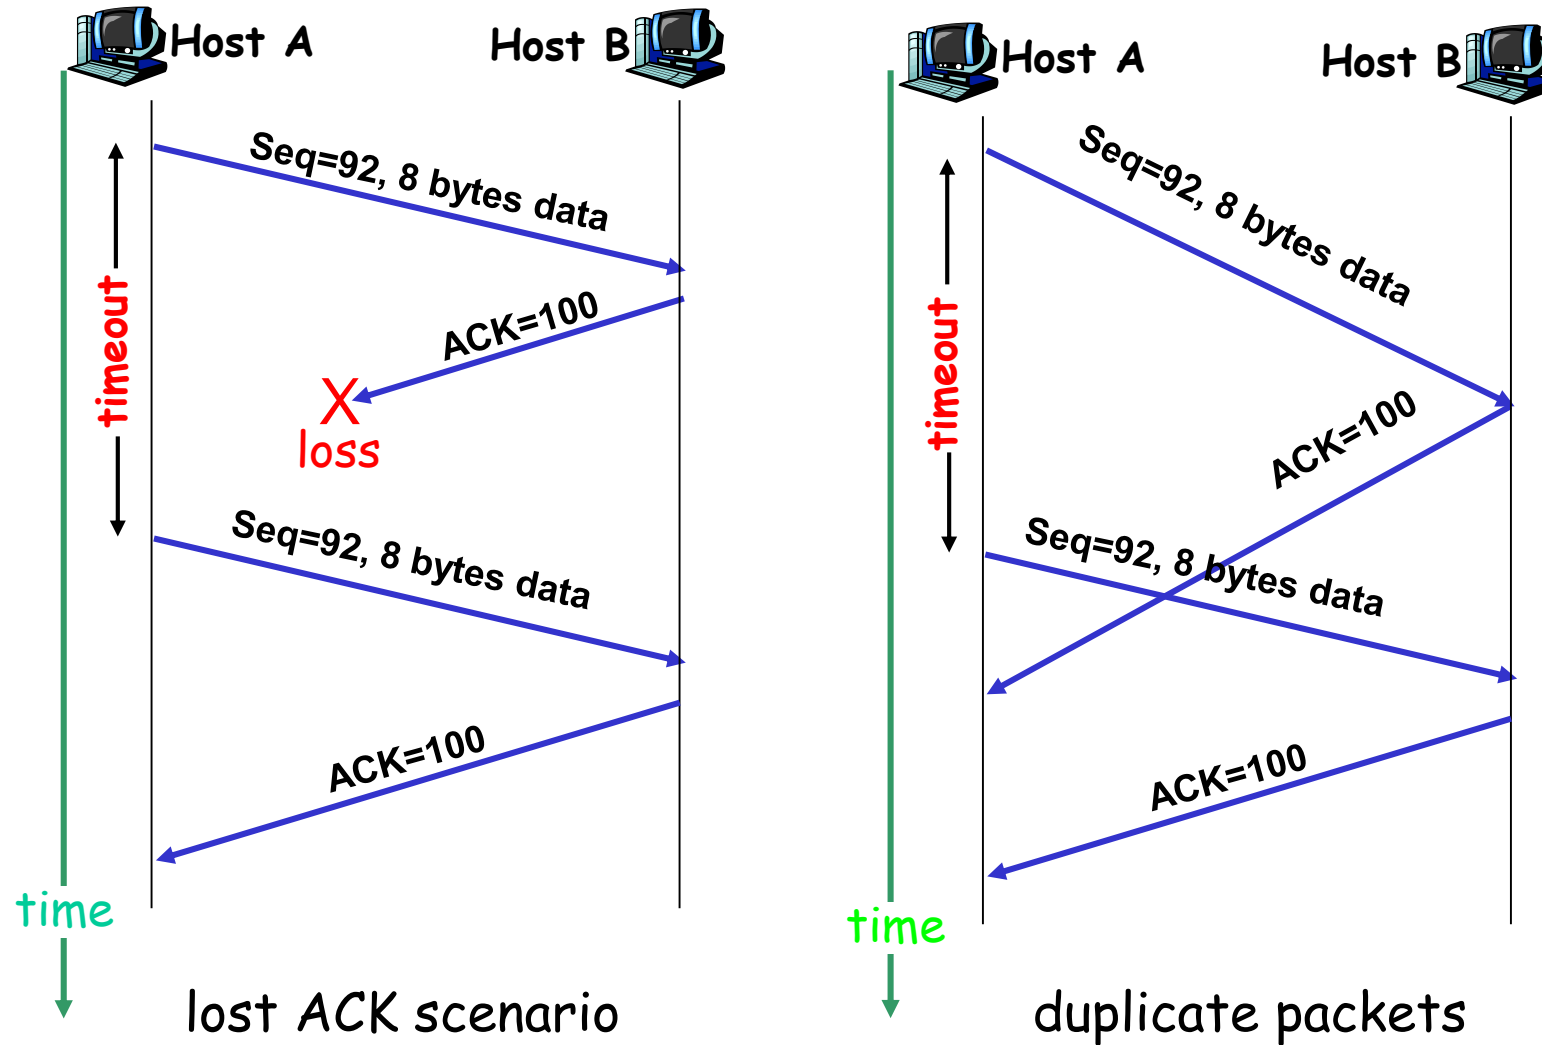 Host A
Host B
Seq=92, 8 bytes data
timeout
ACK=100
X
loss
Seq=92, 8 bytes data
ACK=100
time
lost ACK scenario
Host A
Host B
Seq=92, 8 bytes data
timeout
ACK=100
Seq=92, 8 bytes data
ACK=100
time
duplicate packets